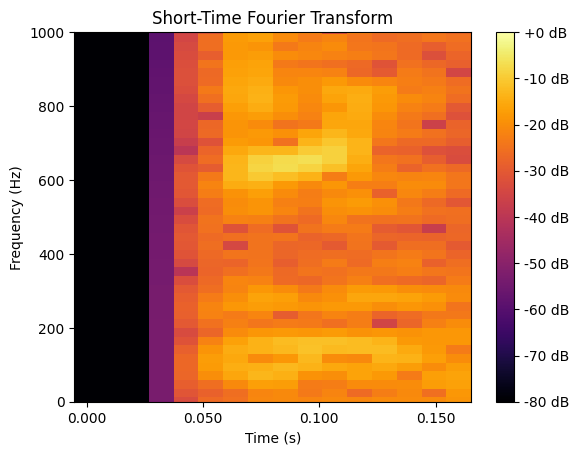 Short-Time Fourier Transform
Frequency (Hz)
1000
800
600
400
200
0
0.000
0.050
0.100
0.150
Time (s)
+0 dB
-10 dB
-20 dB
-30 dB
-40 dB
-50 dB
-60 dB
-70 dB
-80 dB